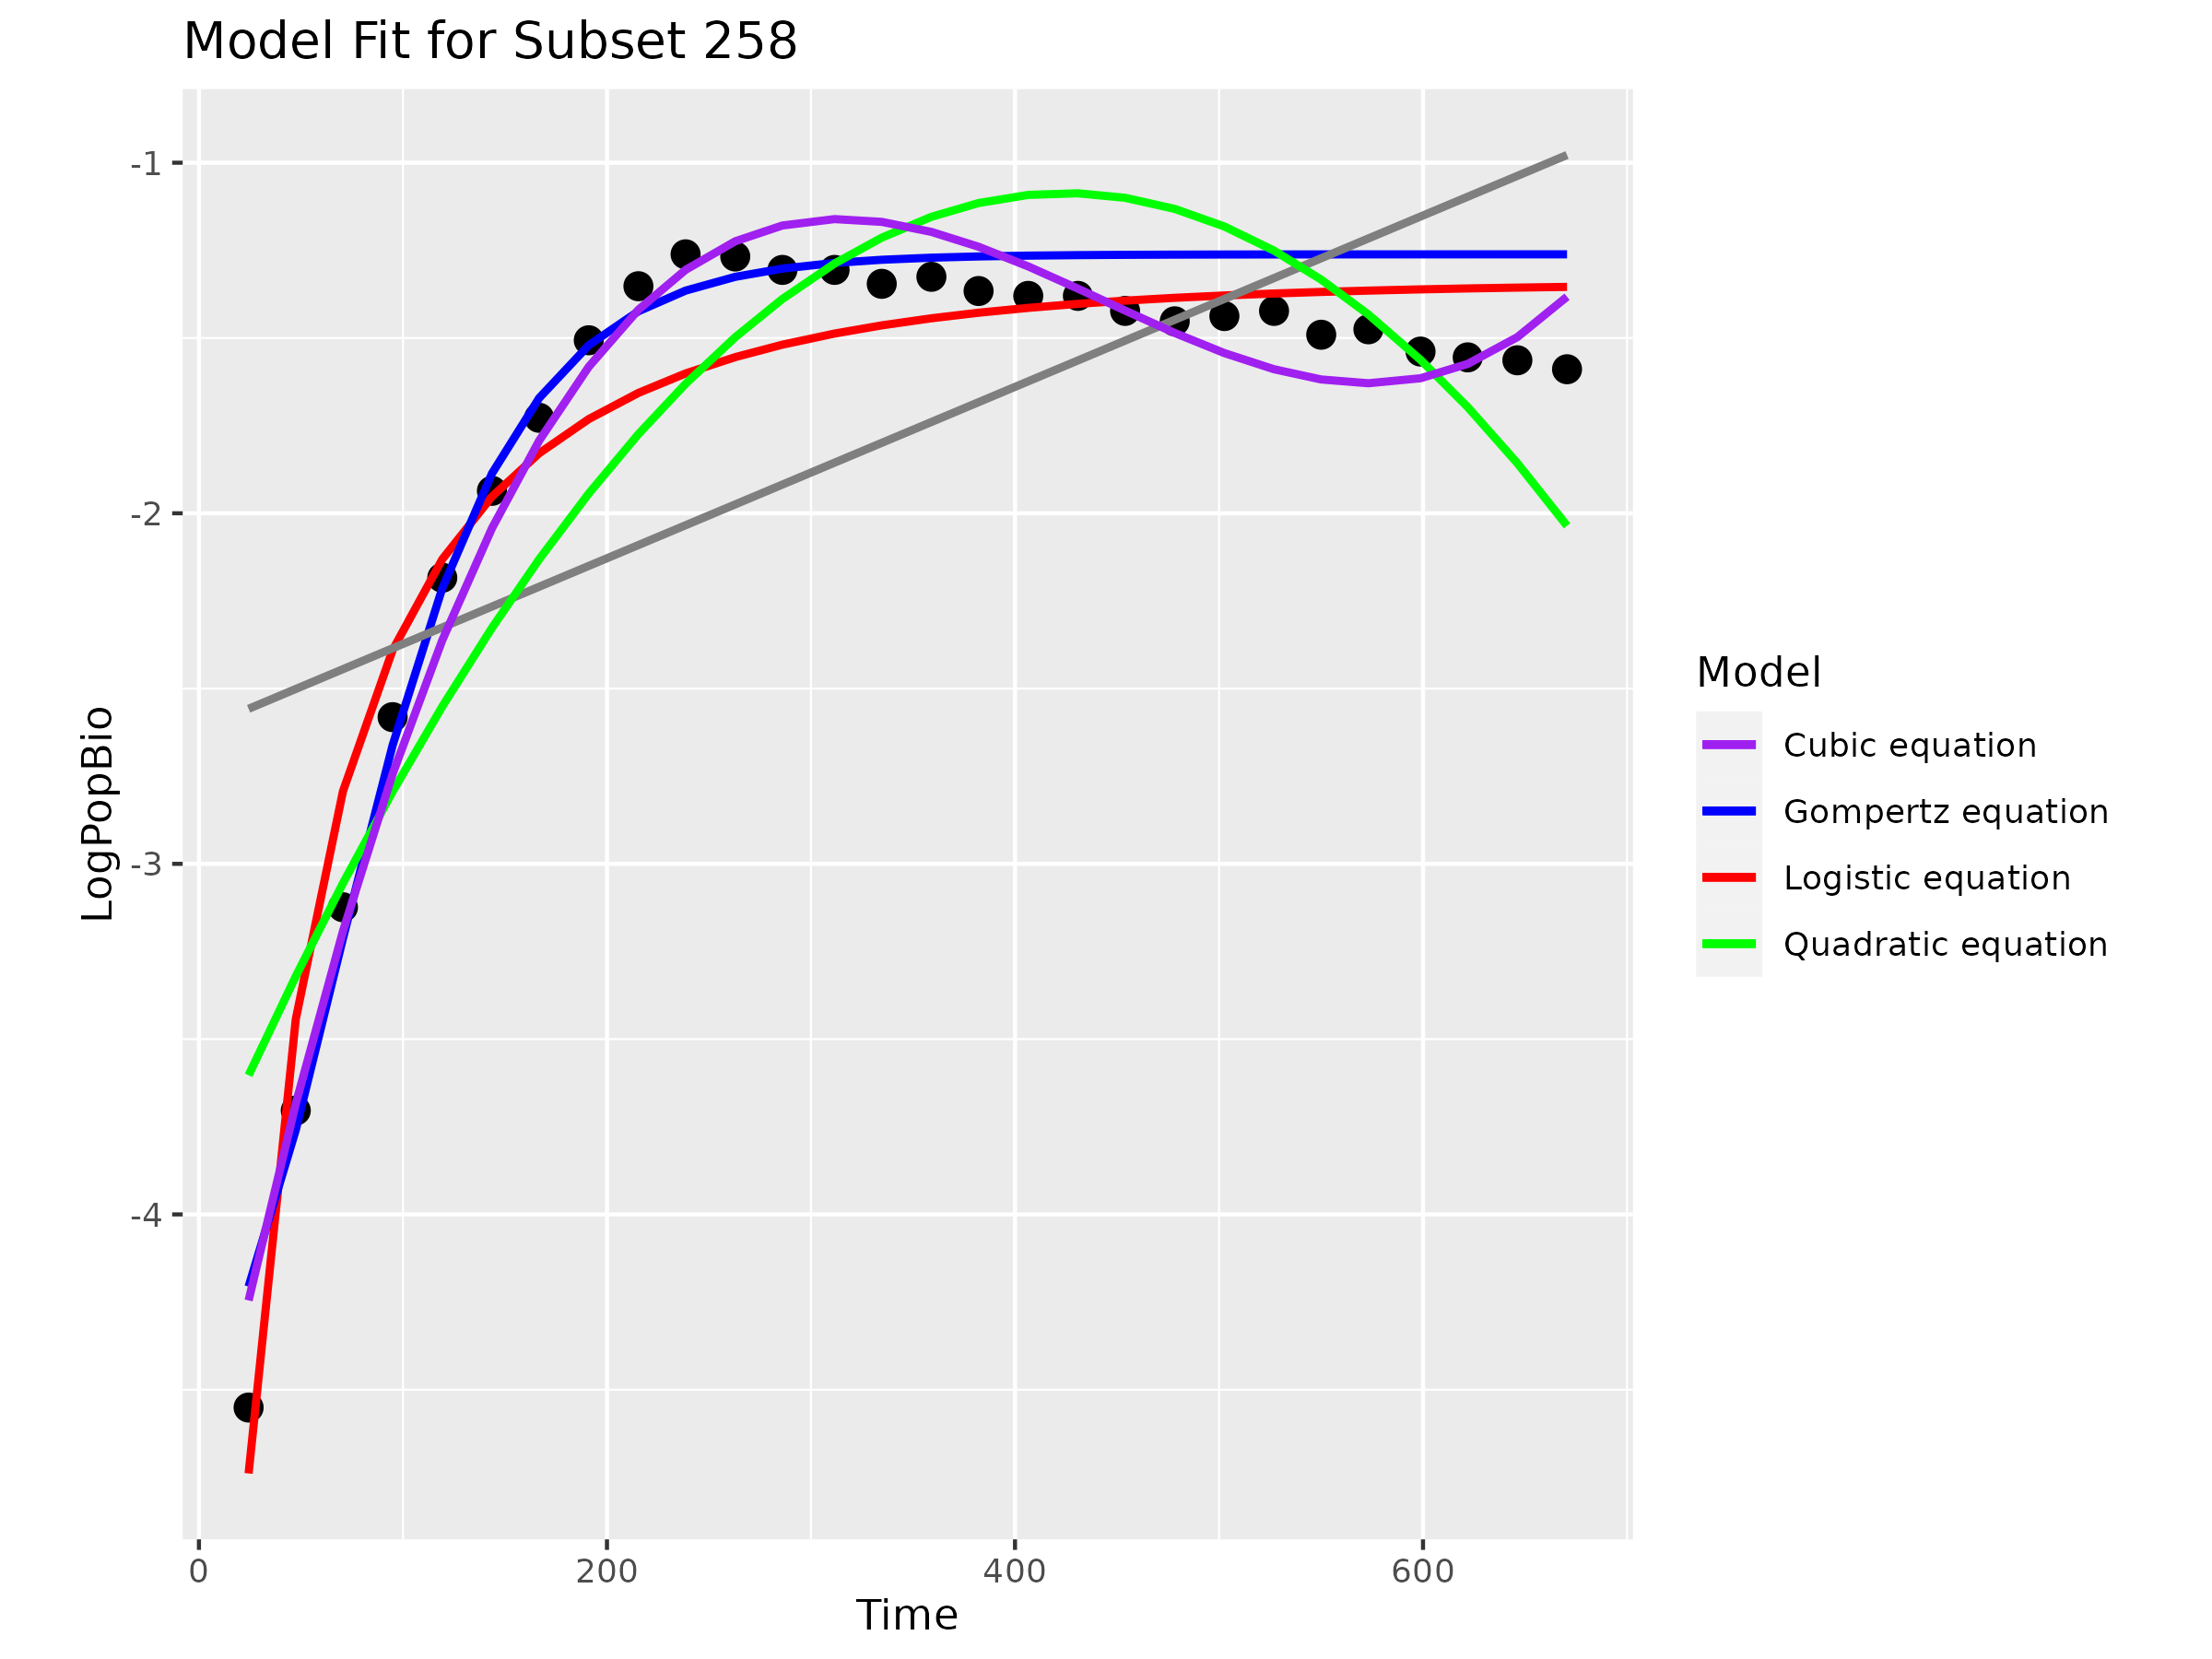 Model Fit for Subset 258
-1
-2
-3
-4
LogPopBio
0 200 400 600
Time
Model
Cubic equation
Gompertz equation
Logistic equation
Quadratic equation